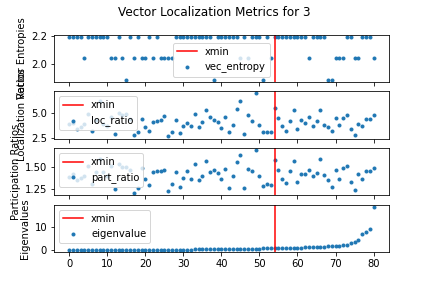 Vector Localization Metrics for 3
Vector Entropies
2.2
2.0
xmin
vec_entropy
Localization Ratios
5.0
2.5
xmin
loc_ratio
Participation Ratios
1.50
1.25
xmin
part_ratio
Eigenvalues
10
0
xmin
eigenvalue
0 10 20 30 40 50 60 70 80